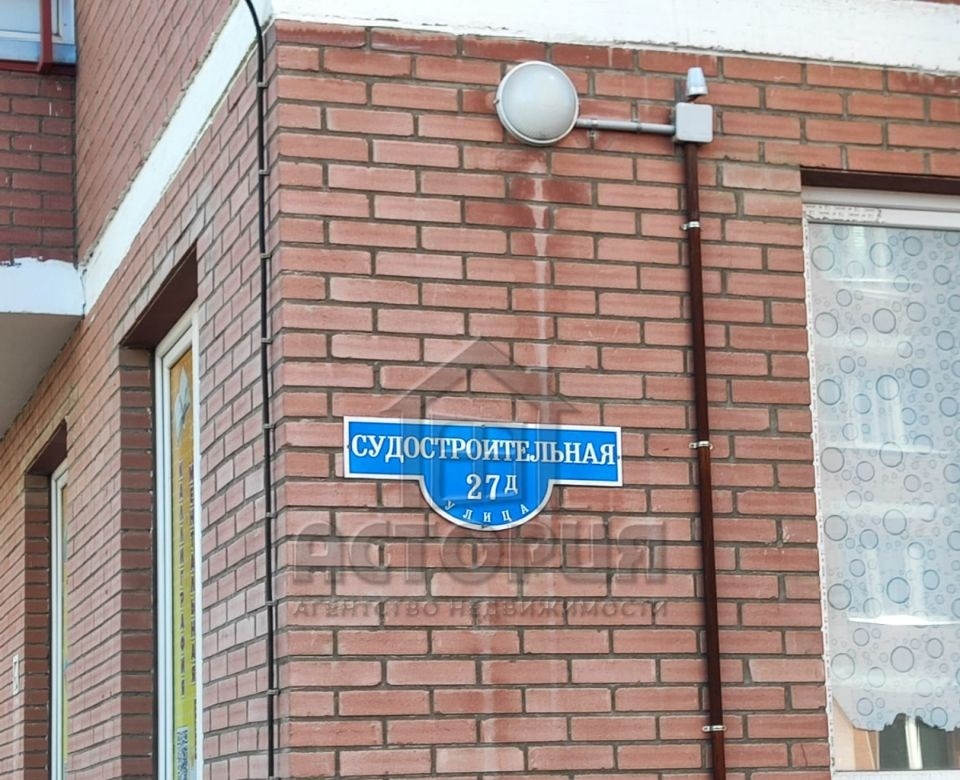 СУДОСТРОИТЕЛЬНАЯ
27Д
УЛИЦА
АСТОРИЯ
АГЕНТСТВО НЕДВИЖИМОСТИ